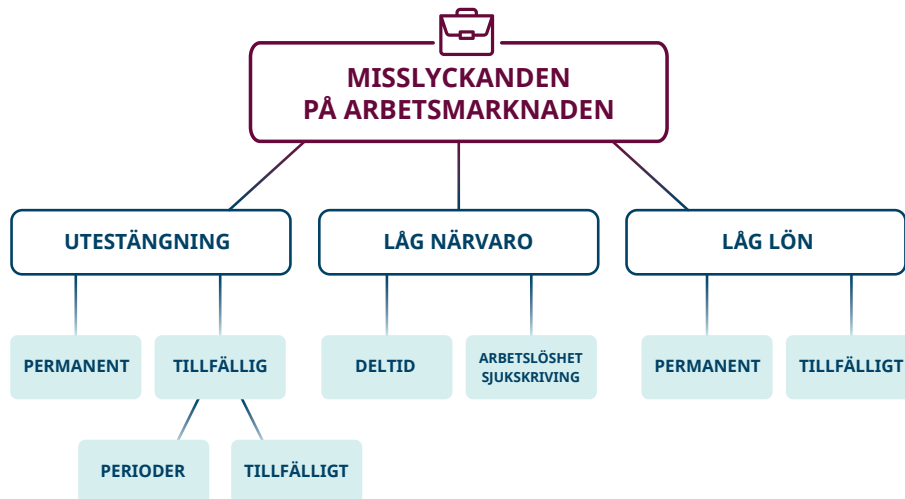 MISSLYCKANDEN
PÅ ARBETSMARKNADEN
UTESTÄNGNING
LÅG NÄRVARO
LÅG LÖN
PERMANENT
TILLFÄLLIG
DELTID
ARBETSLÖSHET
SJUKSKRIVING
PERMANENT
TILLFÄLLIGT
PERIODER
TILLFÄLLIGT